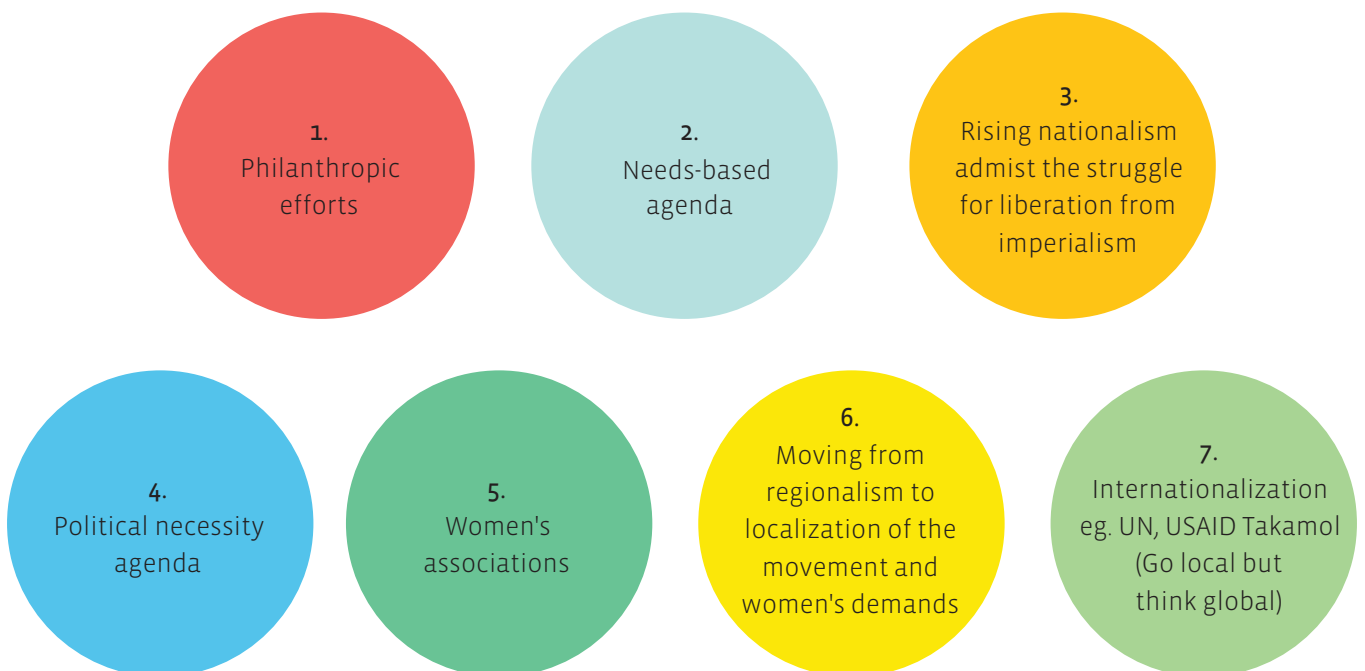 1.
Philanthropic
efforts
2.
Needs-based
agenda
3.
Rising nationalism
admist the struggle
for liberation from
imperialism
4.
Political necessity
agenda
5.
Women's
associations
6.
Moving from
regionalism to
localization of the
movement and
women's demands
7.
Internationalization
eg. UN, USAID Takamol
(Go local but
think global)